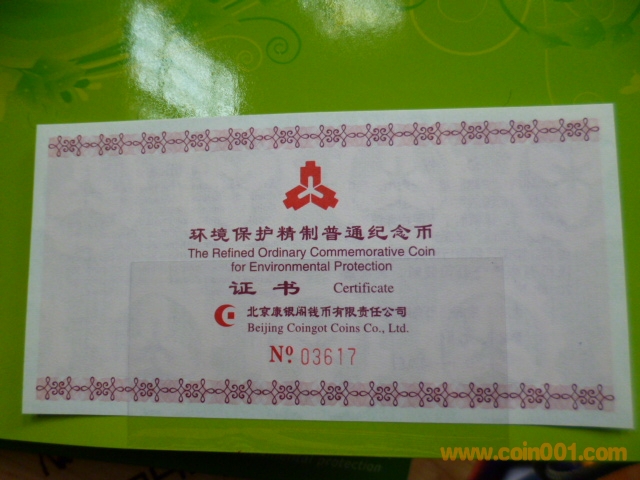 环境保护精制普通纪念币
The Refined Ordinary Commemorative Coin
for Environmental Protection
证书 Certificate
北京康银阁钱币有限责任公司
Beijing Coingot Coins Co., Ltd.
No 03617
protection
www.coin001.com